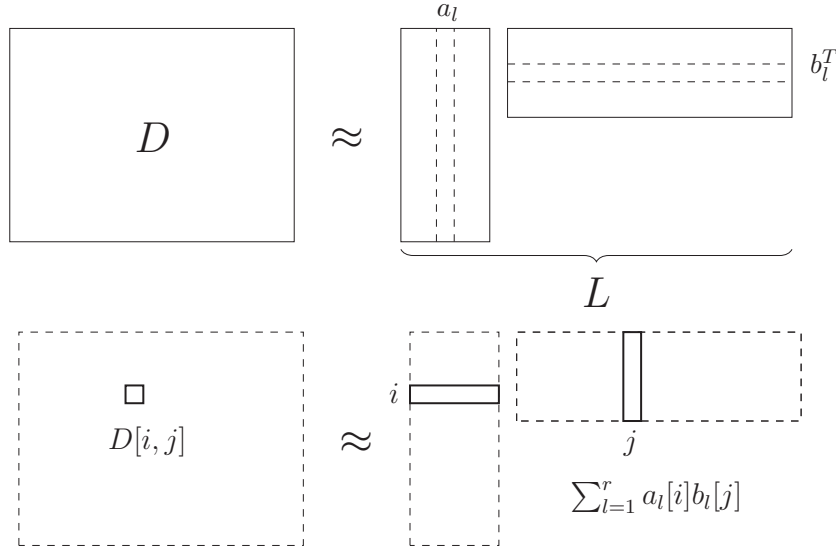 a_l
b_l^T
D ≈
L
i
D[i, j] ≈
j
∑_{l=1}^{r} a_l[i]b_l[j]